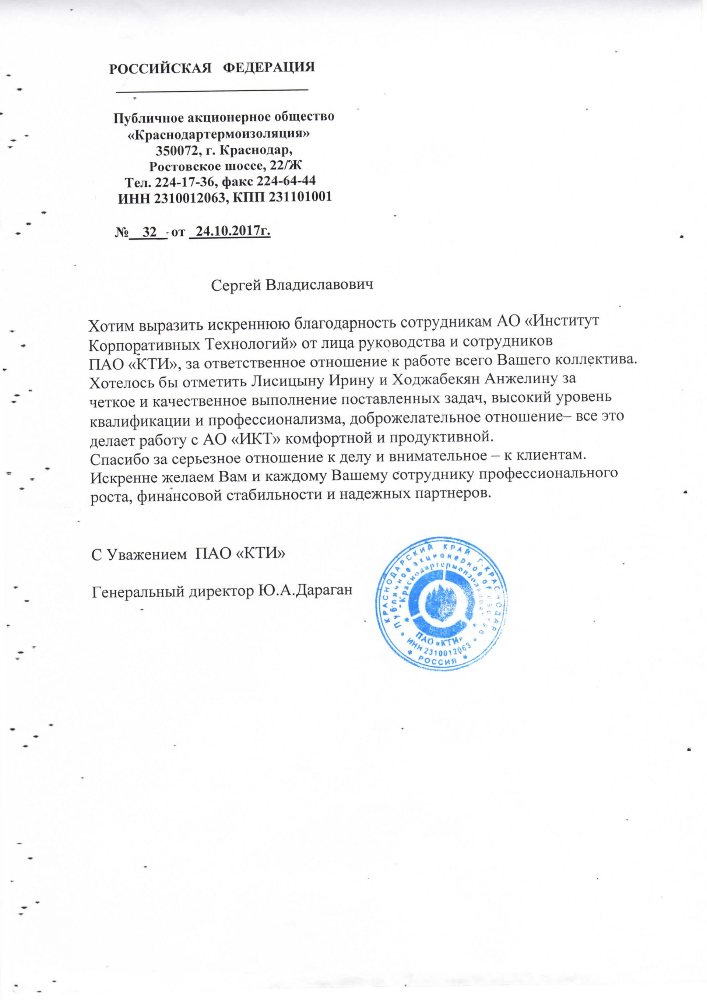 РОССИЙСКАЯ ФЕДЕРАЦИЯ
Публичное акционерное общество
«Краснодартермоизоляция»
350072, г. Краснодар,
Ростовское шоссе, 22/Ж
Тел. 224-17-36, факс 224-64-44
ИНН 2310012063, КПП 231101001
№ 32 от 24.10.2017г.
Сергей Владиславович
Хотим выразить искреннюю благодарность сотрудникам АО «Институт
Корпоративных Технологий» от лица руководства и сотрудников
ПАО «КТИ», за ответственное отношение к работе всего Вашего коллектива.
Хотелось бы отметить Лисицыну Ирину и Ходжабекян Анжелину за
четкое и качественное выполнение поставленных задач, высокий уровень
квалификации и профессионализма, доброжелательное отношение– все это
делает работу с АО «ИКТ» комфортной и продуктивной.
Спасибо за серьезное отношение к делу и внимательное – к клиентам.
Искренне желаем Вам и каждому Вашему сотруднику профессионального
роста, финансовой стабильности и надежных партнеров.
С Уважением ПАО «КТИ»
Генеральный директор Ю.А.Дараган
КРАСНОДАРСКИЙ КРАЙ Г.КРАСНОДАР
Публичное акционерное общество
"Краснодартермоизоляция"
ПАО «КТИ»
ИНН 2310012063
* РОССИЯ *